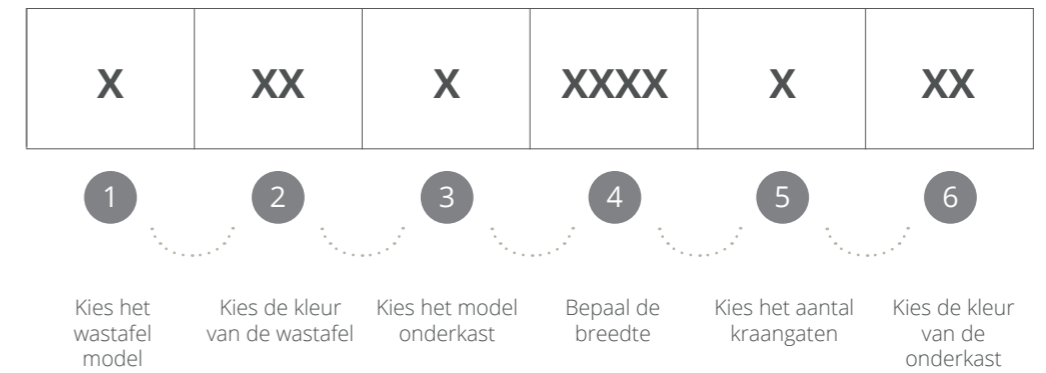 X XX X XXXX X XX
1 2 3 4 5 6
Kies het
wastafel
model
Kies de kleur
van de wastafel
Kies het model
onderkast
Bepaal de
breedte
Kies het aantal
kraangaten
Kies de kleur
van de
onderkast